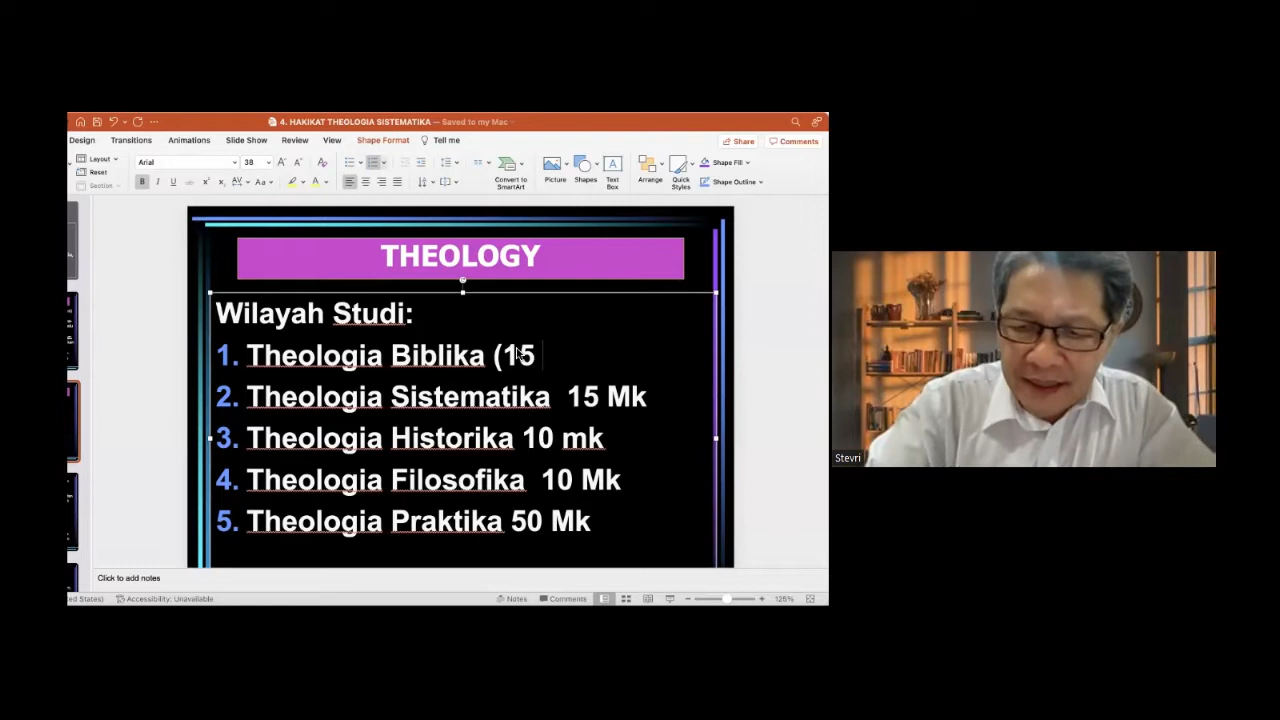 4. HAKIKAT THEOLOGIA SISTEMATIKA — Saved to my Mac
Design Transitions Animations Slide Show Review View Shape Format Tell me Share Comments
Layout Arial 38 Shape Fill
Reset
Section Convert to SmartArt Picture Shapes Text Box Arrange Quick Styles Shape Outline
THEOLOGY
Wilayah Studi:
1. Theologia Biblika (15
2. Theologia Sistematika 15 Mk
3. Theologia Historika 10 mk
4. Theologia Filosofika 10 Mk
5. Theologia Praktika 50 Mk
Stevri
Click to add notes
ed States) Accessibility: Unavailable Notes Comments 125%